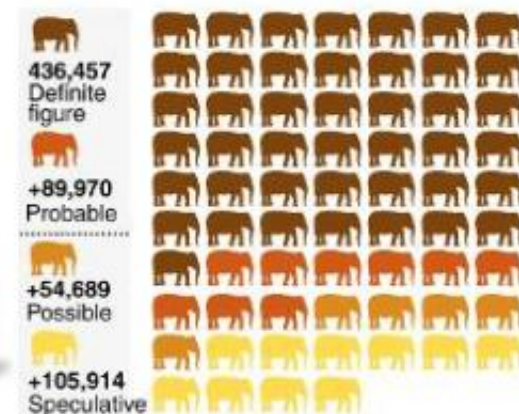 436,457
Definite
figure
+89,970
Probable
+54,689
Possible
+105,914
Speculative